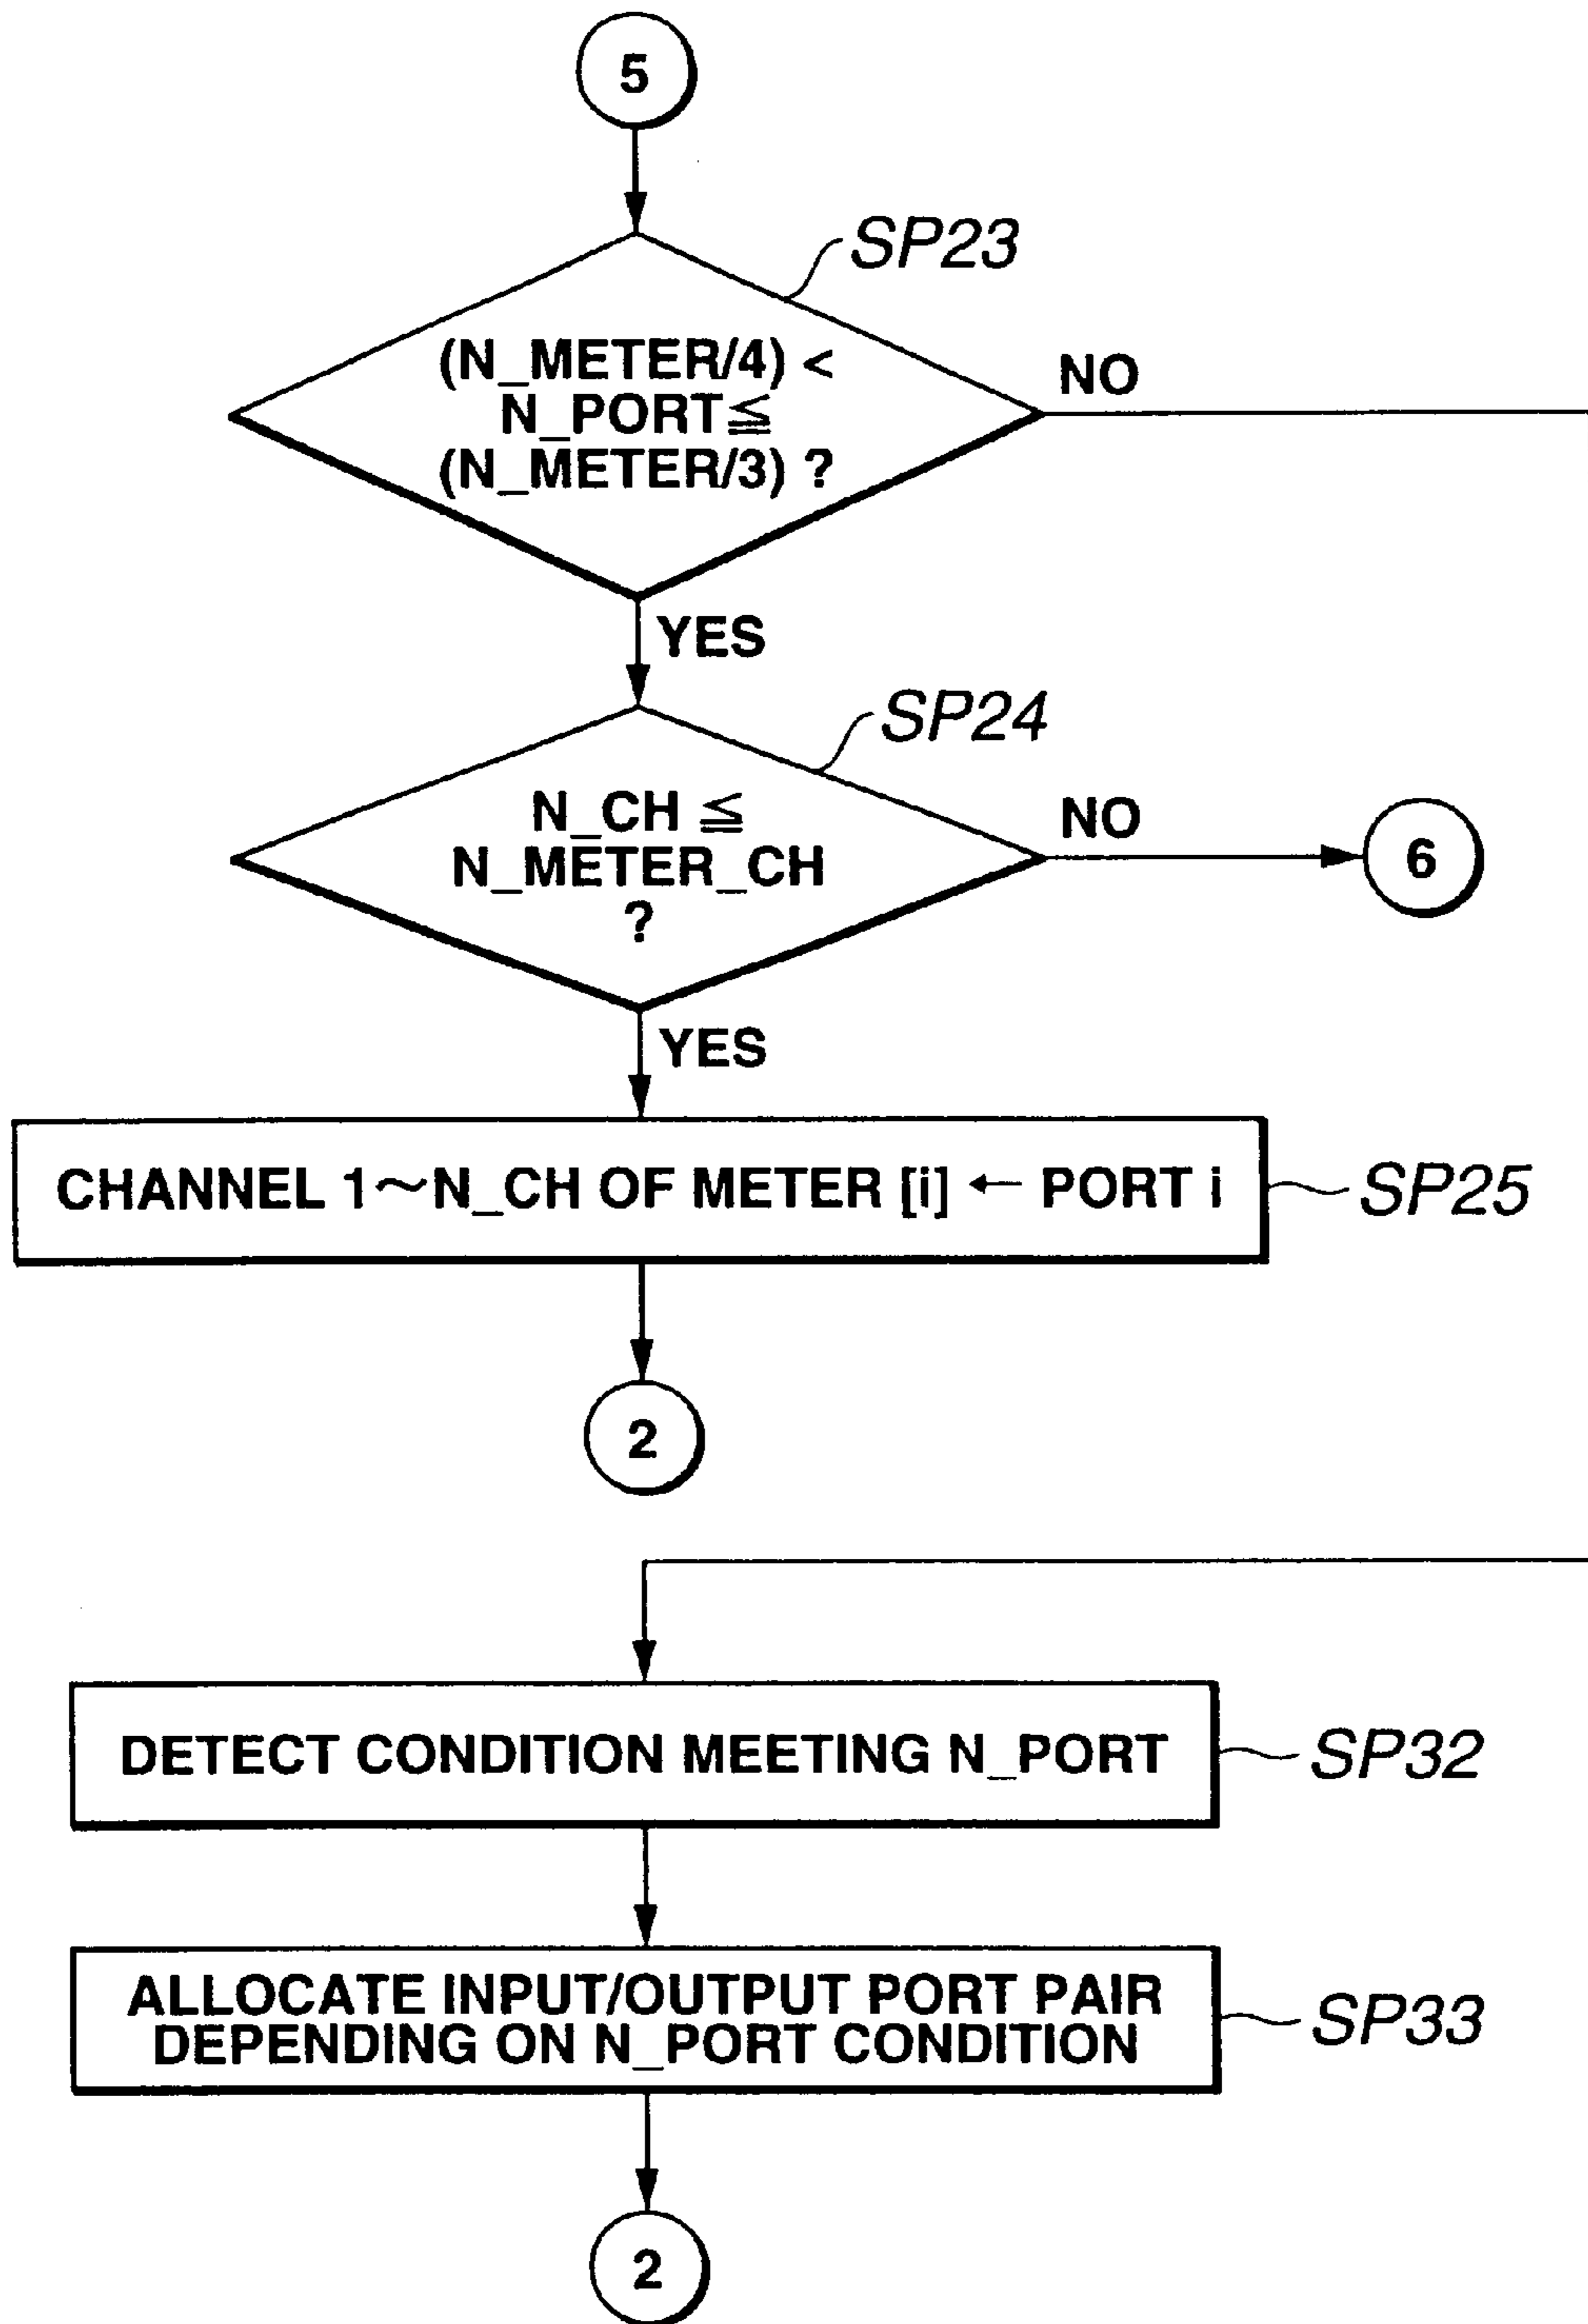 5
SP23
(N_METER/4) <
N_PORT≦
(N_METER/3) ?
NO
YES
SP24
N_CH ≦
N_METER_CH
?
NO
6
YES
CHANNEL 1~N_CH OF METER [i] ← PORT i
SP25
2
DETECT CONDITION MEETING N_PORT
SP32
ALLOCATE INPUT/OUTPUT PORT PAIR
DEPENDING ON N_PORT CONDITION
SP33
2